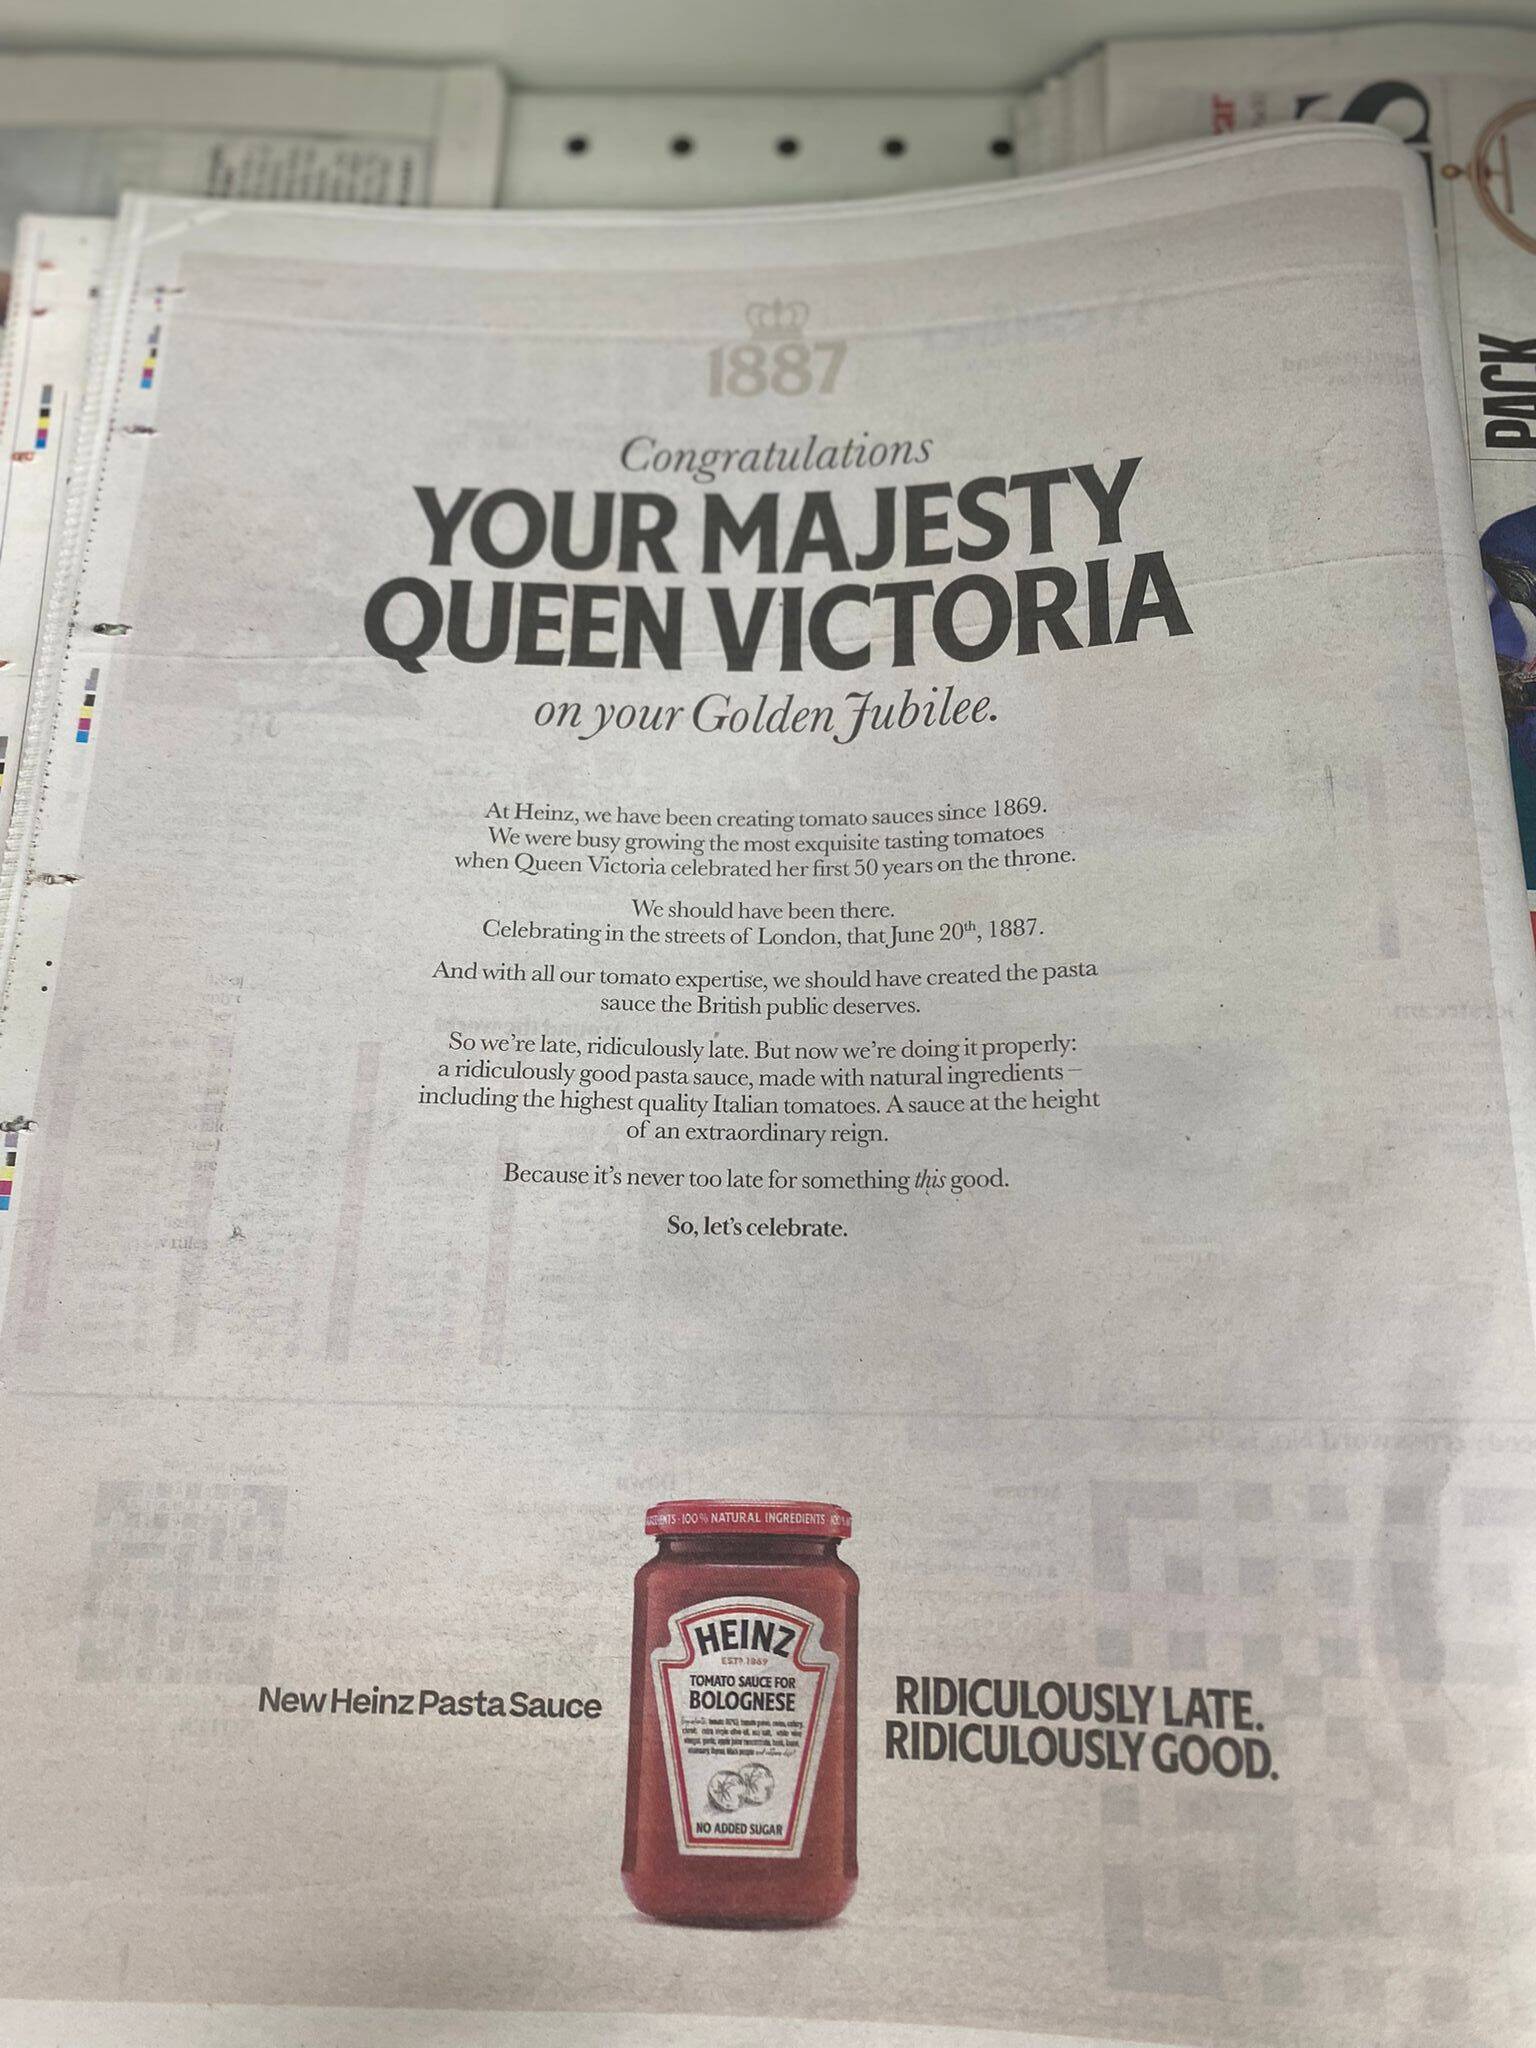 PACK
1887
Congratulations
YOUR MAJESTY
QUEEN VICTORIA
on your Golden Jubilee.
At Heinz, we have been creating tomato sauces since 1869.
We were busy growing the most exquisite tasting tomatoes
when Queen Victoria celebrated her first 50 years on the throne.
We should have been there.
Celebrating in the streets of London, that June 20th, 1887.
And with all our tomato expertise, we should have created the pasta
sauce the British public deserves.
So we're late, ridiculously late. But now we're doing it properly:
a ridiculously good pasta sauce, made with natural ingredients –
including the highest quality Italian tomatoes. A sauce at the height
of an extraordinary reign.
Because it's never too late for something this good.
So, let's celebrate.
100% NATURAL INGREDIENTS
HEINZ
ESTD 1869
TOMATO SAUCE FOR
BOLOGNESE
NO ADDED SUGAR
New Heinz Pasta Sauce
RIDICULOUSLY LATE.
RIDICULOUSLY GOOD.